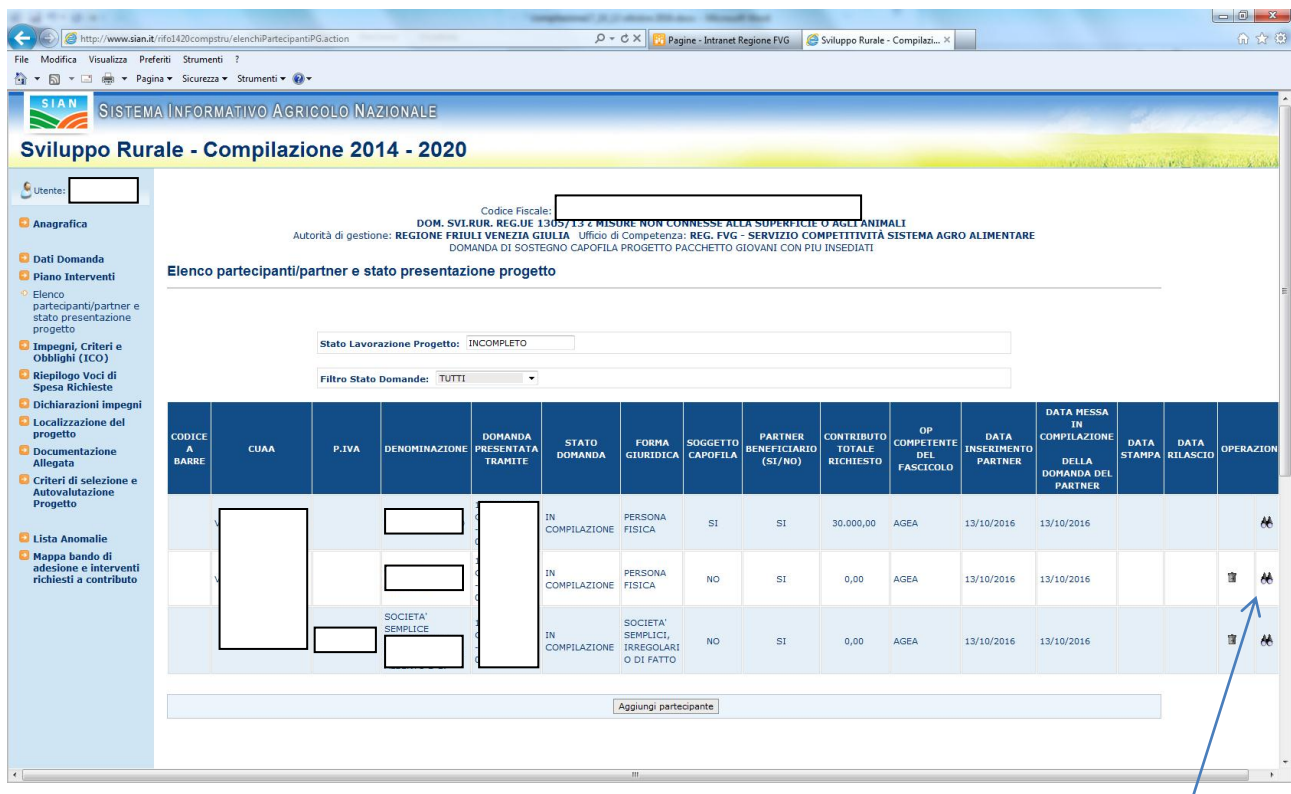 http://www.sian.it/rifo1420compstru/elenchiPartecipantiPG.action
Pagine - Intranet Regione FVG
Sviluppo Rurale - Compilazi...
File Modifica Visualizza Preferiti Strumenti ?
Pagina Sicurezza Strumenti
SIAN
SISTEMA INFORMATIVO AGRICOLO NAZIONALE
Sviluppo Rurale - Compilazione 2014 - 2020
Utente:
Anagrafica
Dati Domanda
Piano Interventi
Elenco
partecipanti/partner e
stato presentazione
progetto
Impegni, Criteri e
Obblighi (ICO)
Riepilogo Voci di
Spesa Richieste
Dichiarazioni impegni
Localizzazione del
progetto
Documentazione
Allegata
Criteri di selezione e
Autovalutazione
Progetto
Lista Anomalie
Mappa bando di
adesione e interventi
richiesti a contributo
Codice Fiscale:
DOM. SVI.RUR. REG.UE 1305/13 MISURE NON CONNESSE ALLA SUPERFICIE O AGLI ANIMALI
Autorità di gestione: REGIONE FRIULI VENEZIA GIULIA Ufficio di Competenza: REG. FVG - SERVIZIO COMPETITIVITÀ SISTEMA AGRO ALIMENTARE
DOMANDA DI SOSTEGNO CAPOFILA PROGETTO PACCHETTO GIOVANI CON PIU INSEDIATI
Elenco partecipanti/partner e stato presentazione progetto
Stato Lavorazione Progetto: INCOMPLETO
Filtro Stato Domande: TUTTI
CODICE A BARRE CUAA P.IVA DENOMINAZIONE DOMANDA PRESENTATA TRAMITE STATO DOMANDA FORMA GIURIDICA SOGGETTO CAPOFILA PARTNER BENEFICIARIO (SI/NO) CONTRIBUTO TOTALE RICHIESTO OP COMPETENTE DEL FASCICOLO DATA INSERIMENTO PARTNER DATA MESSA IN COMPILAZIONE DELLA DOMANDA DEL PARTNER DATA STAMPA DATA RILASCIO OPERAZION
IN COMPILAZIONE PERSONA FISICA SI SI 30.000,00 AGEA 13/10/2016 13/10/2016
IN COMPILAZIONE PERSONA FISICA NO SI 0,00 AGEA 13/10/2016 13/10/2016
SOCIETA' SEMPLICE IN COMPILAZIONE SOCIETA' SEMPLICI, IRREGOLARI O DI FATTO NO SI 0,00 AGEA 13/10/2016 13/10/2016
Aggiungi partecipante